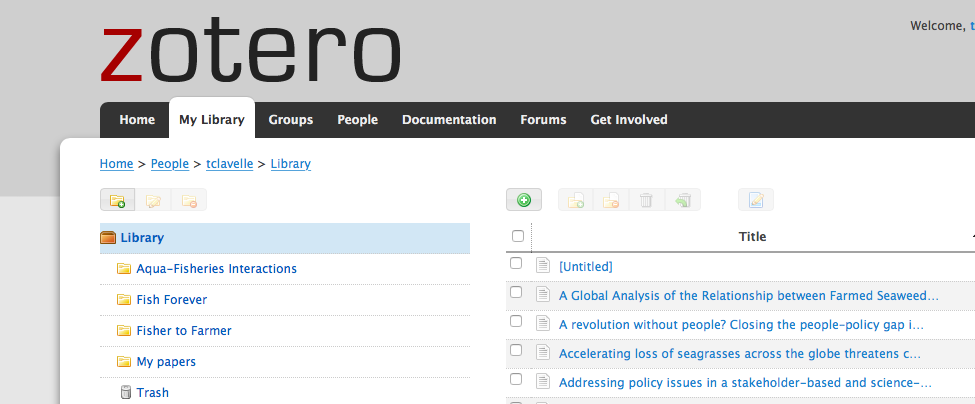 zotero
Welcome, t
Home My Library Groups People Documentation Forums Get Involved
Home > People > tclavelle > Library
Library
Aqua-Fisheries Interactions
Fish Forever
Fisher to Farmer
My papers
Trash
Title
[Untitled]
A Global Analysis of the Relationship between Farmed Seaweed...
A revolution without people? Closing the people-policy gap i...
Accelerating loss of seagrasses across the globe threatens c...
Addressing policy issues in a stakeholder-based and science-...